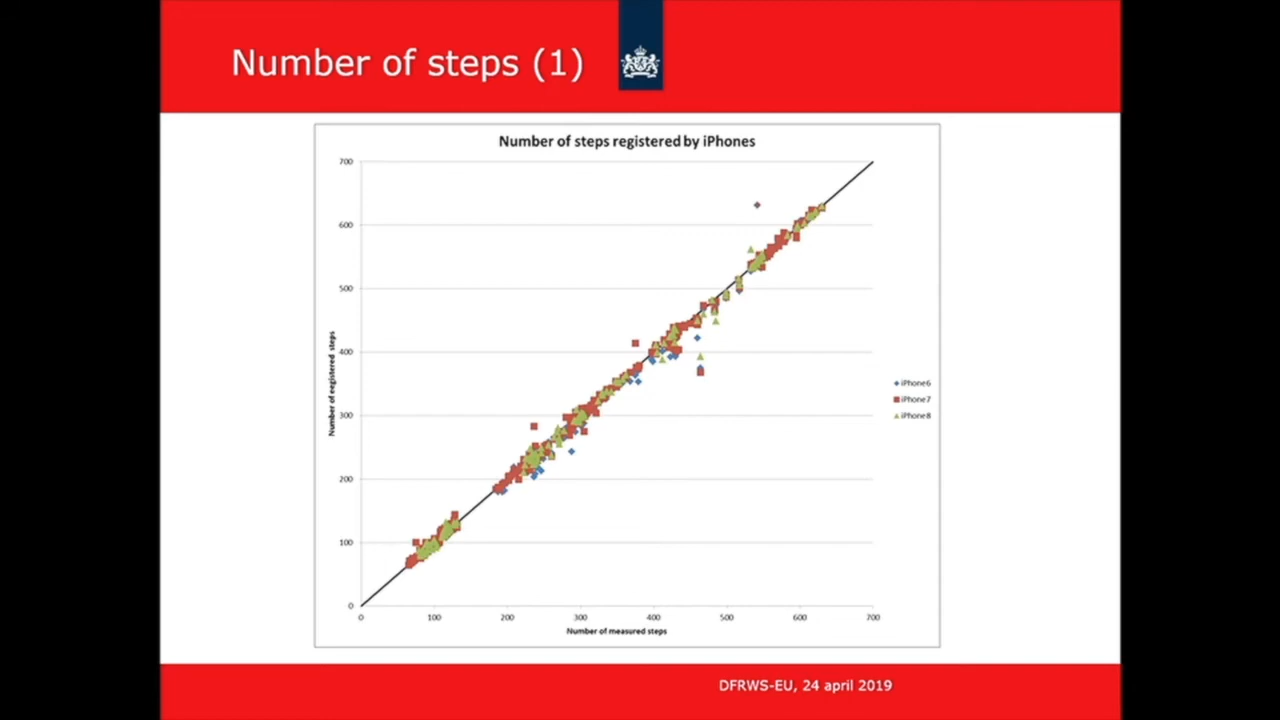 Number of steps (1)
Number of steps registered by iPhones
700
600
500
400
300
200
100
0
Number of eegistered steps
0 100 200 300 400 500 600 700
Number of measured steps
iPhone6
iPhone7
iPhone8
DFRWS-EU, 24 april 2019